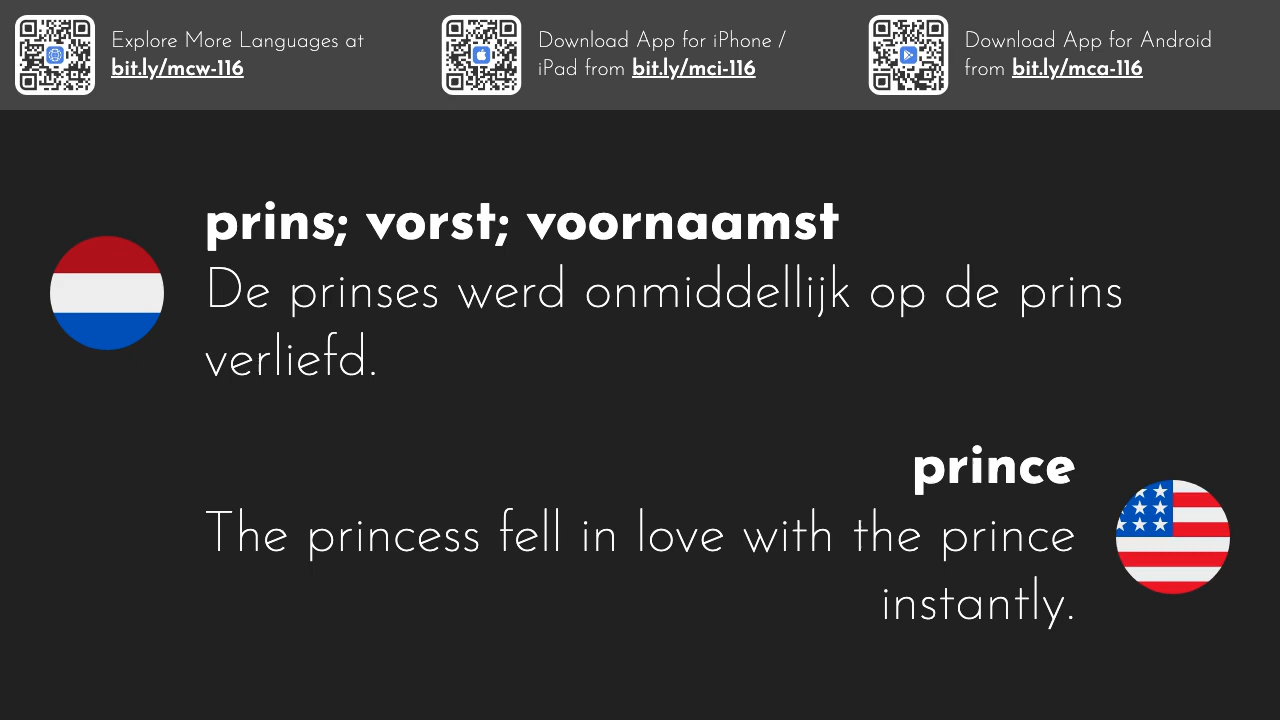 Explore More Languages at
bit.ly/mcw-116
Download App for iPhone /
iPad from bit.ly/mci-116
Download App for Android
from bit.ly/mca-116
prins; vorst; voornaamst
De prinses werd onmiddellijk op de prins
verliefd.
prince
The princess fell in love with the prince
instantly.